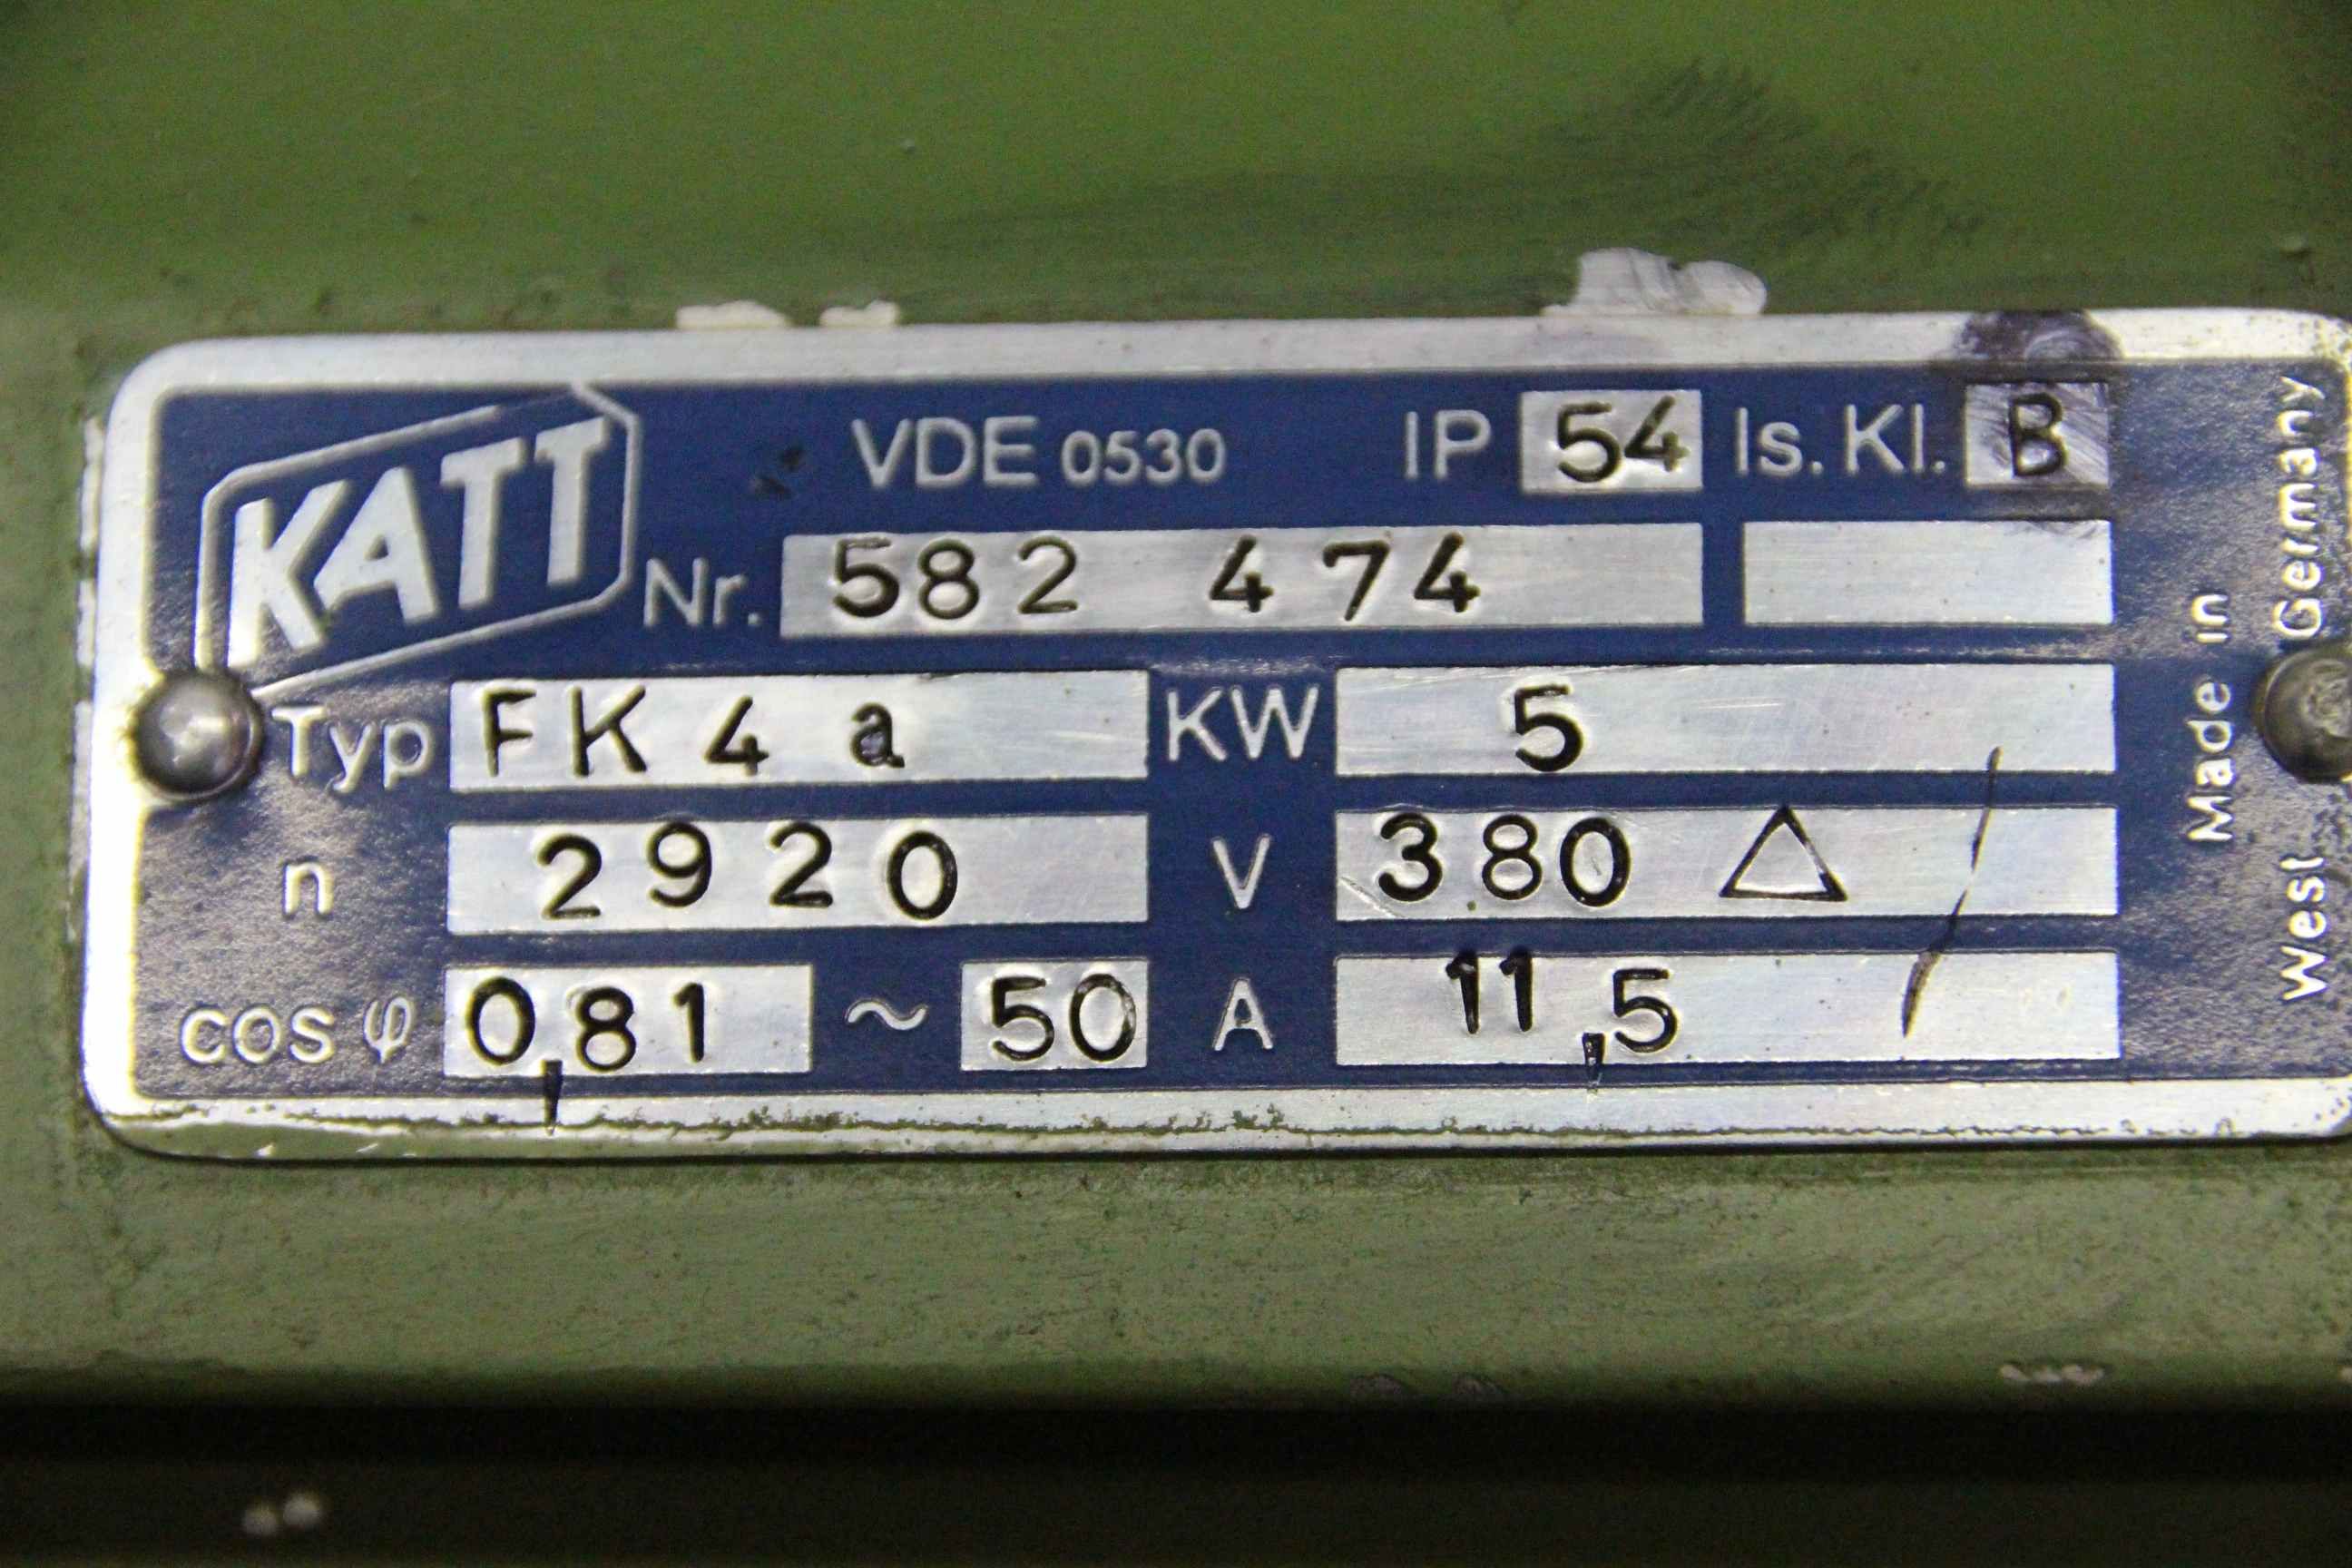 KATT VDE 0530 IP 54 Is. Kl. B
Nr. 582 474
Typ FK 4 a KW 5
n 2920 V 380 △
cos φ 0,81 ~ 50 A 11,5
Made in
West Germany